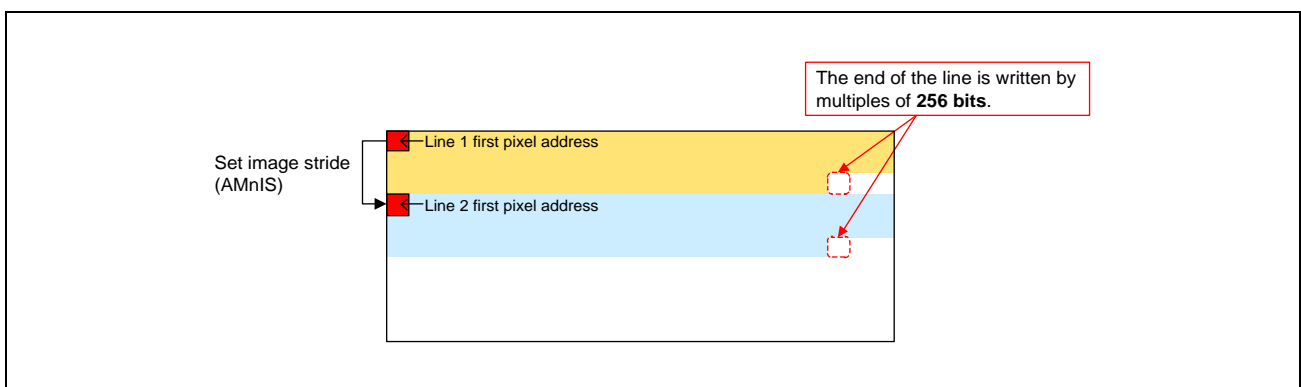 The end of the line is written by
multiples of 256 bits.
Line 1 first pixel address
Set image stride
(AMnIS)
Line 2 first pixel address